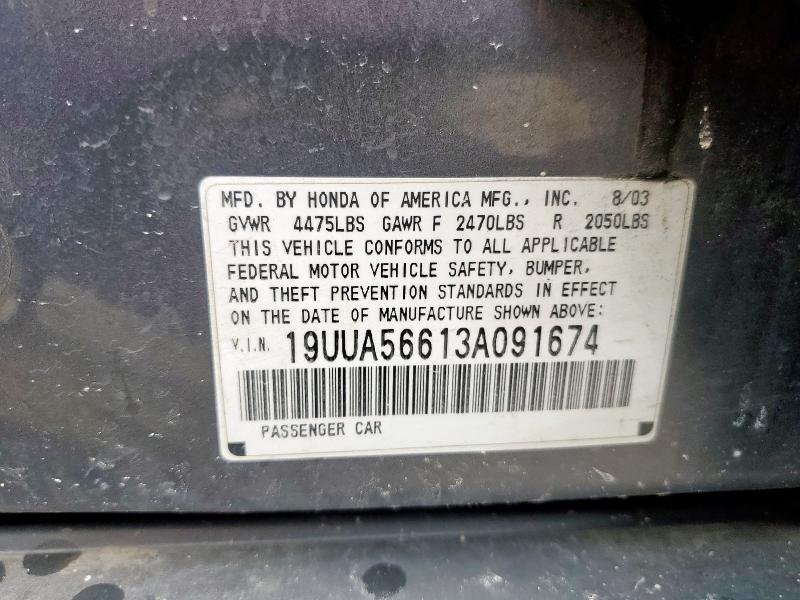 MFD. BY HONDA OF AMERICA MFG., INC. 8/03
GVWR 4475LBS GAWR F 2470LBS R 2050LBS
THIS VEHICLE CONFORMS TO ALL APPLICABLE
FEDERAL MOTOR VEHICLE SAFETY, BUMPER,
AND THEFT PREVENTION STANDARDS IN EFFECT
ON THE DATE OF MANUFACTURE SHOWN ABOVE:
V.I.N. 19UUA56613A091674
PASSENGER CAR